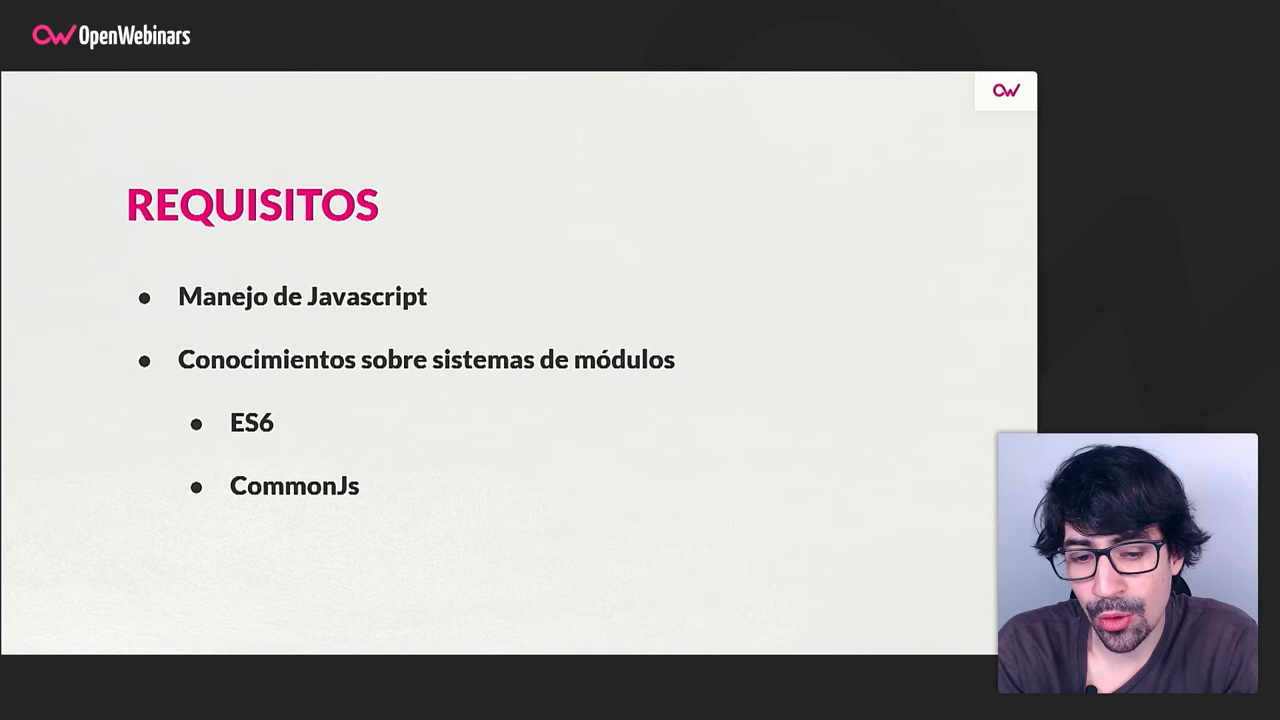 OpenWebinars
REQUISITOS
Manejo de Javascript
Conocimientos sobre sistemas de módulos
ES6
CommonJs